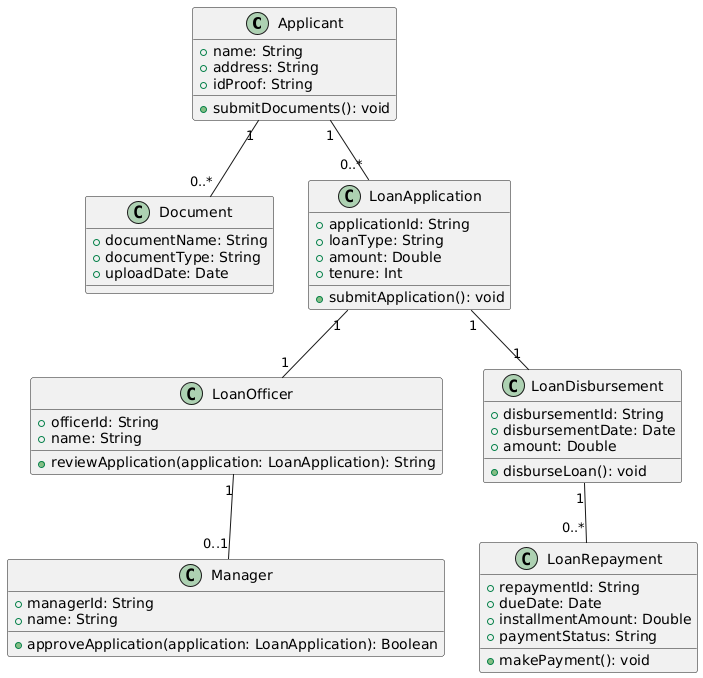 C Applicant
name: String
address: String
idProof: String
submitDocuments(): void
1
1
0..*
0..*
C Document
documentName: String
documentType: String
uploadDate: Date
C LoanApplication
applicationId: String
loanType: String
amount: Double
tenure: Int
submitApplication(): void
1
1
1
1
C LoanOfficer
officerId: String
name: String
reviewApplication(application: LoanApplication): String
C LoanDisbursement
disbursementId: String
disbursementDate: Date
amount: Double
disburseLoan(): void
1
1
0..1
0..*
C Manager
managerId: String
name: String
approveApplication(application: LoanApplication): Boolean
C LoanRepayment
repaymentId: String
dueDate: Date
installmentAmount: Double
paymentStatus: String
makePayment(): void